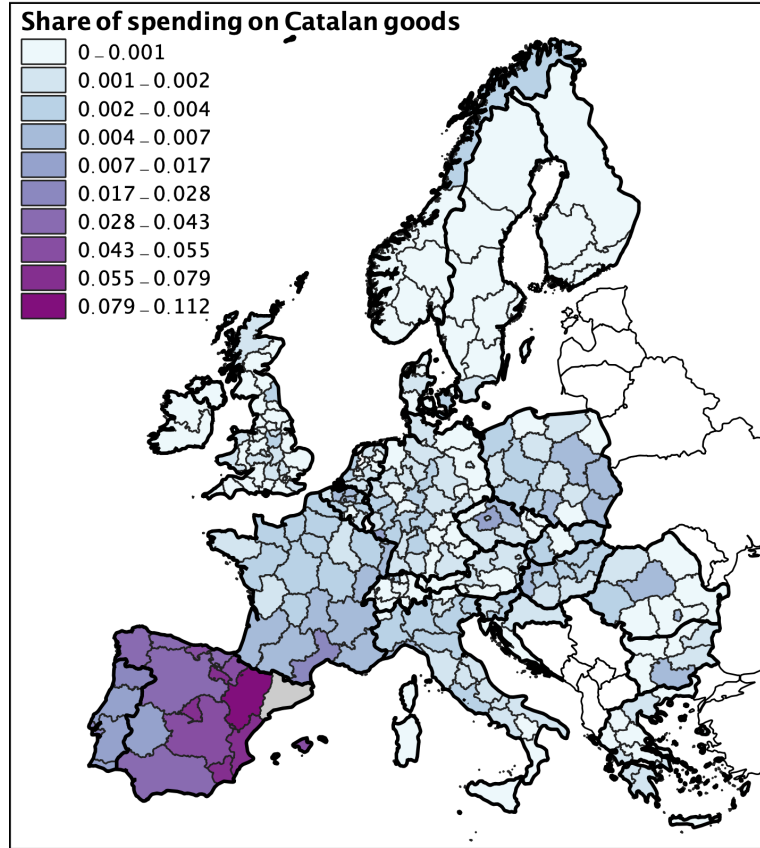 Share of spending on Catalan goods
0 – 0.001
0.001 – 0.002
0.002 – 0.004
0.004 – 0.007
0.007 – 0.017
0.017 – 0.028
0.028 – 0.043
0.043 – 0.055
0.055 – 0.079
0.079 – 0.112